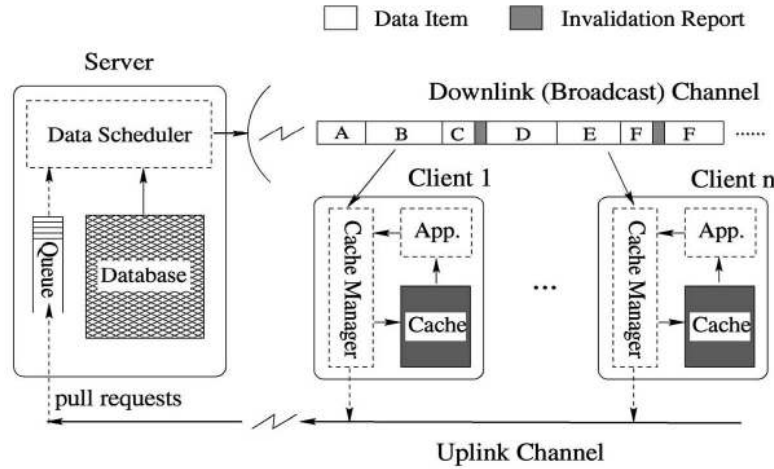 Data Item
Invalidation Report
Server
Downlink (Broadcast) Channel
Data Scheduler
A B C D E F F ......
Client 1
Client n
Queue
Database
Cache Manager
App.
Cache
...
Cache Manager
App.
Cache
pull requests
Uplink Channel